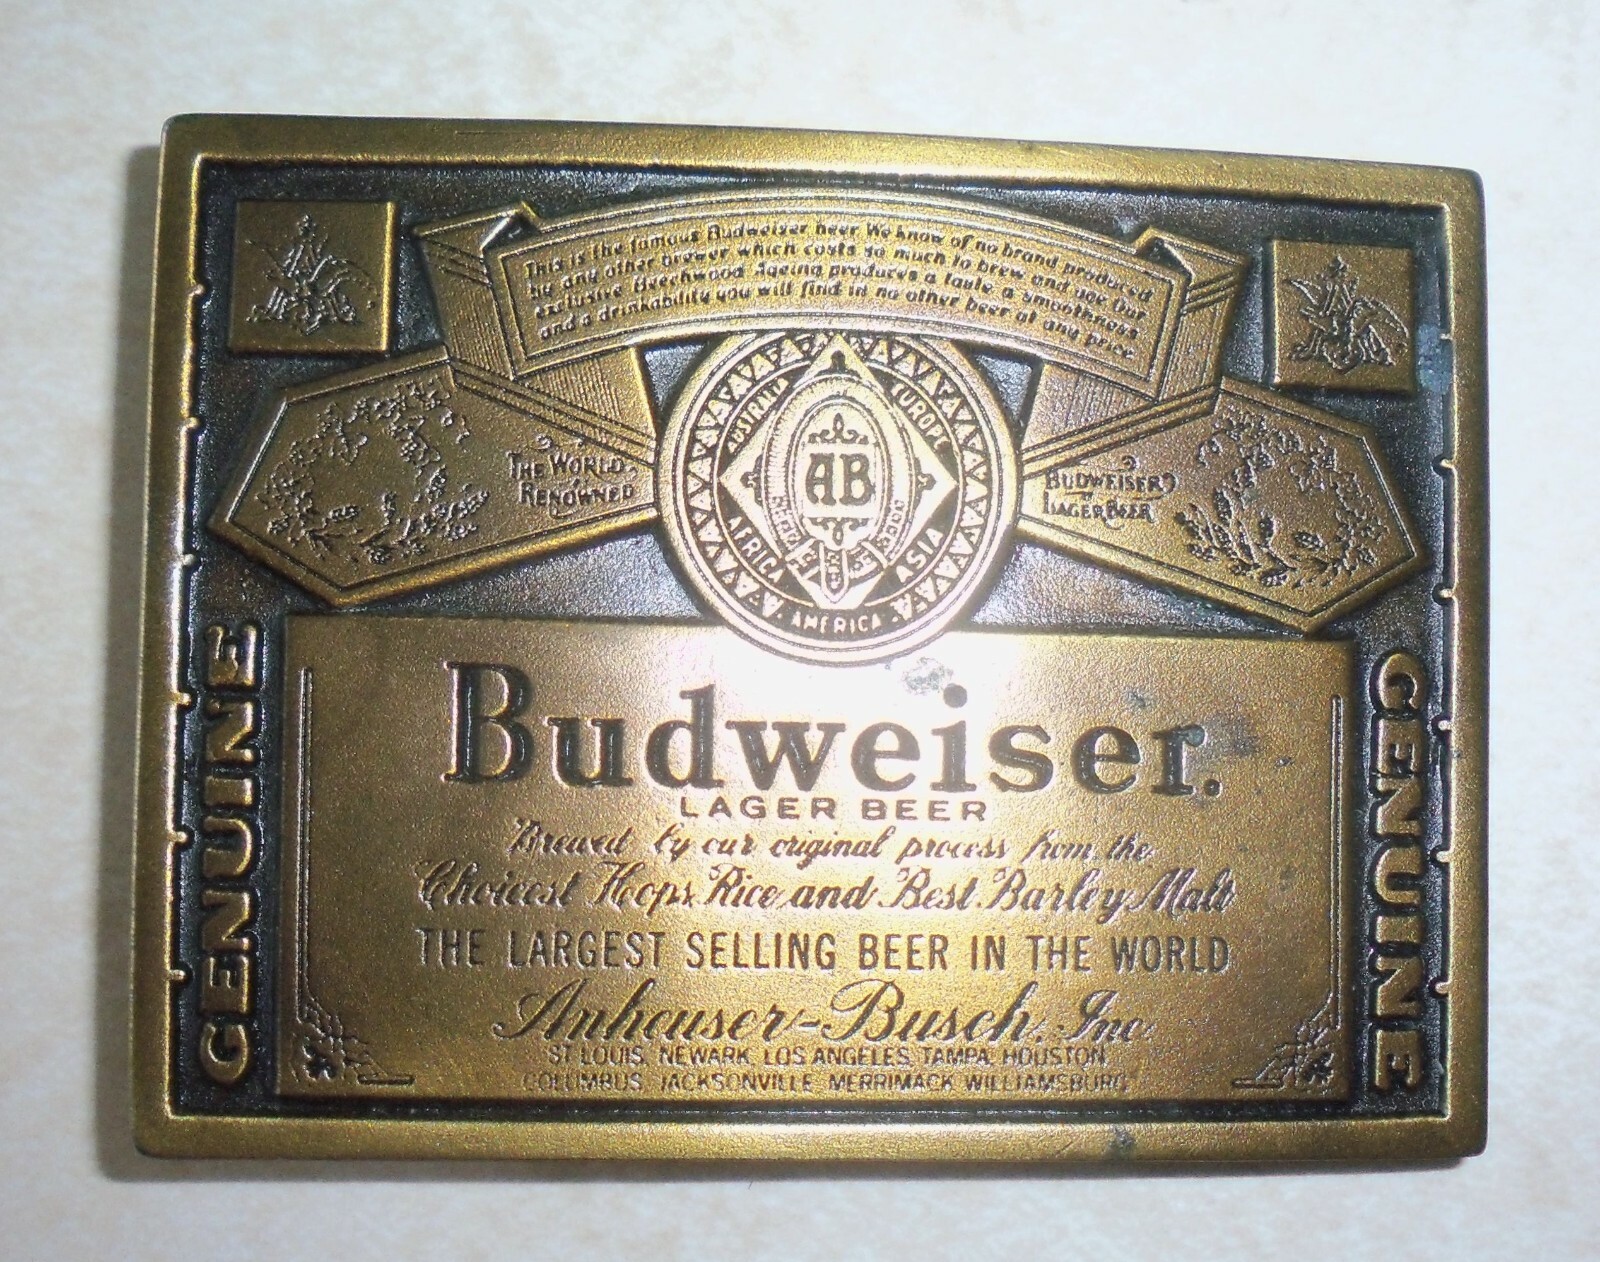 This is the famous Budweiser beer. We know of no brand produced
by any other brewer which costs so much to brew and age. Our
exclusive Beechwood Ageing produces a taste, a smoothness
and a drinkability you will find in no other beer at any price.
THE WORLD
RENOWNED
BUDWEISER
LAGER BEER
AUSTRALIA
EUROPE
AB
AFRICA
ASIA
AMERICA
GENUINE
GENUINE
Budweiser.
LAGER BEER
Brewed by our original process from the
Choicest Hops, Rice and Best Barley Malt
THE LARGEST SELLING BEER IN THE WORLD
Anheuser-Busch, Inc.
ST. LOUIS, NEWARK, LOS ANGELES, TAMPA, HOUSTON
COLUMBUS, JACKSONVILLE, MERRIMACK, WILLIAMSBURG